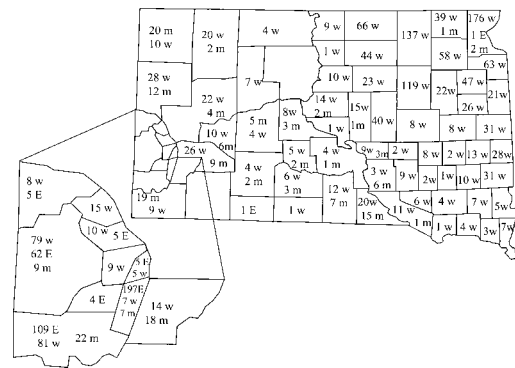 20 m
10 w
20 w
2 m
4 w
9 w
66 w
137 w
39 w
1 m
176 w
1 E
2 m
1 w
44 w
58 w
63 w
28 w
12 m
7 w
10 w
23 w
119 w
22w
47 w
21w
26 w
22 w
4 m
5 m
4 w
8w
3 m
14 w
2 m
15w
1m
40 w
8 w
8 w
31 w
10 w
6m
1 w
26 w
9 m
5 w
2 m
4 w
1 m
9w
3m
2 w
8 w
2 w
13 w
28w
4 w
2 m
6 w
3 m
3 w
6 m
9 w
2w
1w
10 w
31 w
19 m
9 w
1 E
1 w
12 w
7 m
20w
15 m
11 w
1 m
6 w
4 w
7 w
5w
1 w
4 w
3w
7w
8 w
5 E
15 w
10 w
5 E
79 w
62 E
9 m
9 w
5 E
5 w
4 E
197E
7 w
7 m
14 w
18 m
109 E
81 w
22 m